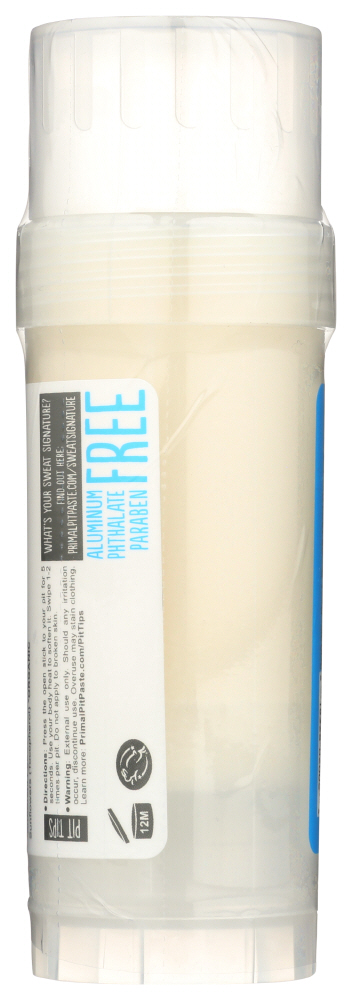 ORGANIC
PIT TIPS
• Directions: Press the open stick to your pit for 5
seconds. Use your body heat to soften it. Swipe 1-2
times per pit. Do not apply to broken skin.
• Warning: External use only. Should any irritation
occur, discontinue use. Overuse may stain clothing.
Learn more: PrimalPitPaste.com/PitTips
WHAT'S YOUR SWEAT SIGNATURE?
FIND OUT HERE:
PRIMALPITPASTE.COM/SWEATSIGNATURE
ALUMINUM
PHTHALATE
PARABEN
FREE
12M